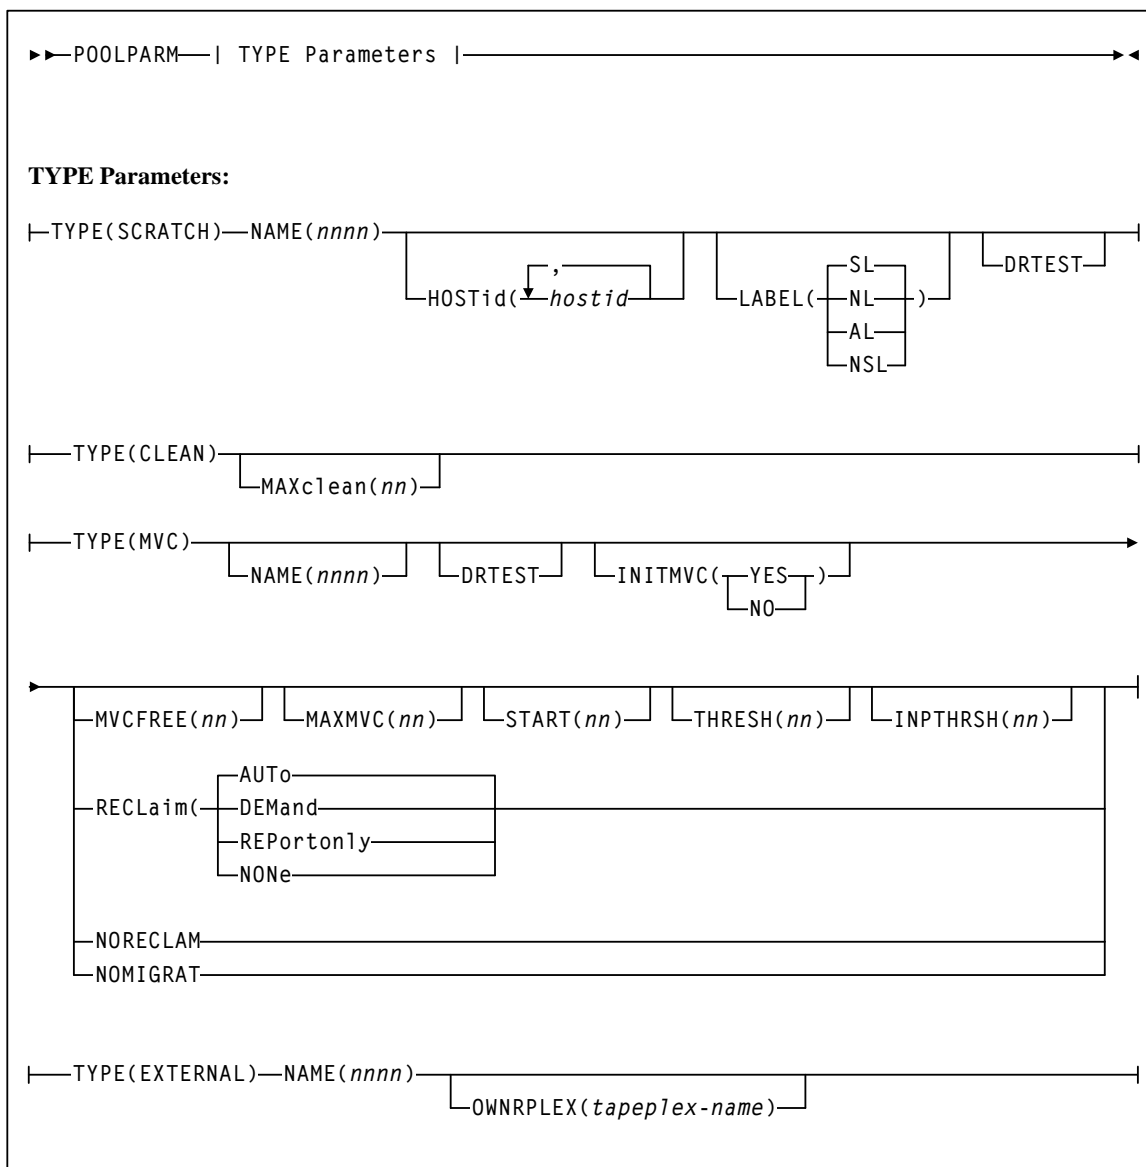 POOLPARM | TYPE Parameters |
TYPE Parameters:
TYPE(SCRATCH) NAME(nnnn)
HOSTid( , hostid
LABEL( SL )
NL
AL
NSL
DRTEST
TYPE(CLEAN)
MAXclean(nn)
TYPE(MVC)
NAME(nnnn)
DRTEST
INITMVC( YES )
NO
MVCFREE(nn)
MAXMVC(nn)
START(nn)
THRESH(nn)
INPTHRSH(nn)
RECLaim(
AUTo
DEMand
REPortonly
NONe
NORECLAM
NOMIGRAT
TYPE(EXTERNAL) NAME(nnnn)
OWNRPLEX(tapeplex-name)